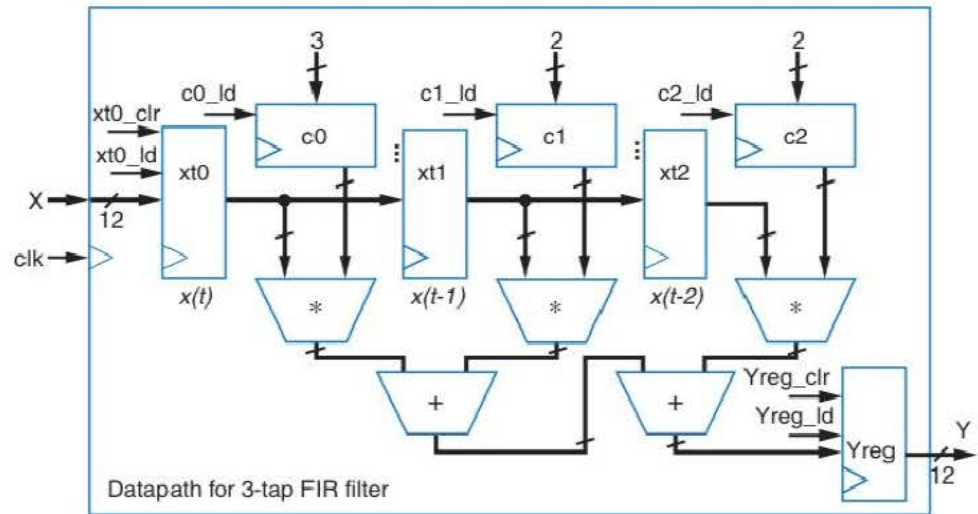 3
2
2
c0_ld
c1_ld
c2_ld
xt0_clr
c0
c1
c2
xt0_ld
xt0
xt1
xt2
X
12
clk
x(t)
x(t-1)
x(t-2)
*
*
*
+
+
Yreg_clr
Yreg_ld
Y
Yreg
12
Datapath for 3-tap FIR filter